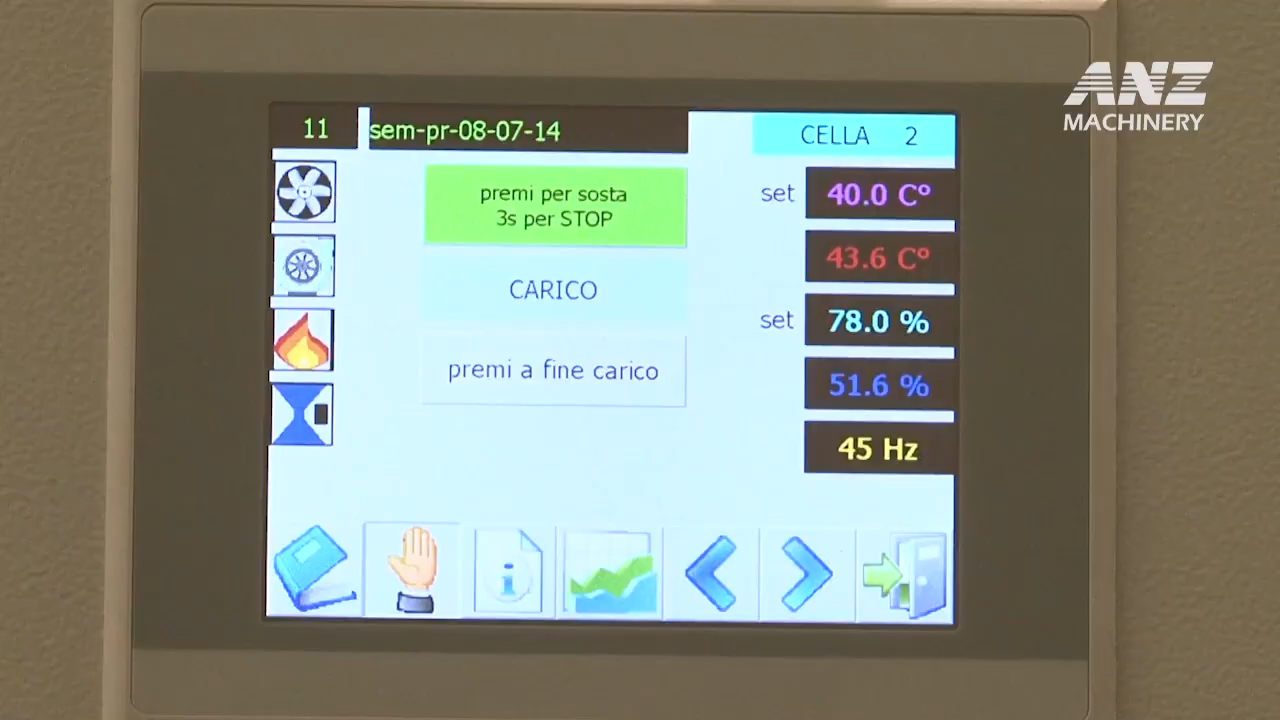 ANZ
MACHINERY
11
sem-pr-08-07-14
CELLA 2
premi per sosta
3s per STOP
set 40.0 C°
43.6 C°
CARICO
set 78.0 %
premi a fine carico
51.6 %
45 Hz
i